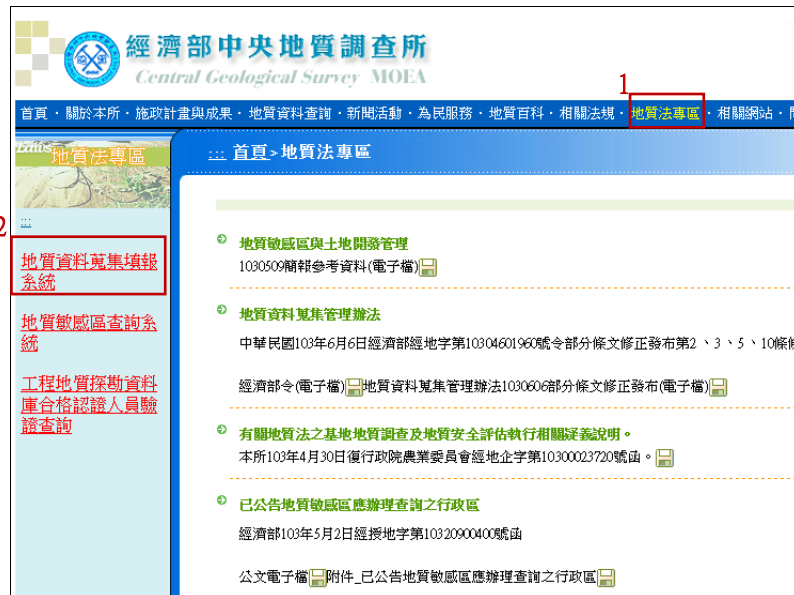 經濟部中央地質調查所
Central Geological Survey MOEA
1
首頁・關於本所・施政計畫與成果・地質資料查詢・新聞活動・為民服務・地質百科・相關法規・地質法專區・相關網站・
地質法專區
::: 首頁>地質法專區
2
:::
地質資料蒐集填報
系統
地質敏感區查詢系
統
工程地質探勘資料
庫合格認證人員驗
證查詢
地質敏感區與土地開發管理
1030509簡報參考資料(電子檔)
地質資料蒐集管理辦法
中華民國103年6月6日經濟部經地字第10304601960號令部分條文修正發布第2、3、5、10條
經濟部令(電子檔)地質資料蒐集管理辦法1030606部分條文修正發布(電子檔)
有關地質法之基地地質調查及地質安全評估執行相關疑義說明。
本所103年4月30日復行政院農業委員會經地企字第10300023720號函。
已公告地質敏感區應辦理查詢之行政區
經濟部103年5月2日經授地字第10320900400號函
公文電子檔附件_已公告地質敏感區應辦理查詢之行政區